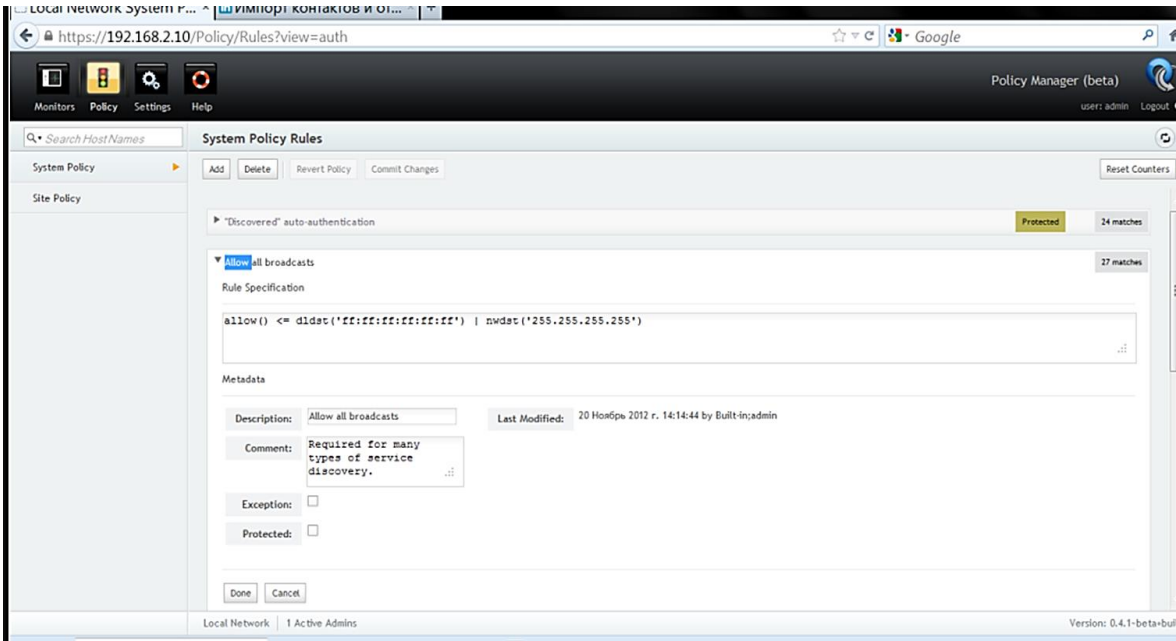 Local Network System P...
Импорт контактов и от...
https://192.168.2.10/Policy/Rules?view=auth
Google
Policy Manager (beta)
Monitors Policy Settings Help
user: admin Logout
Search Host Names
System Policy Rules
System Policy
Add Delete Revert Policy Commit Changes
Reset Counters
Site Policy
"Discovered" auto-authentication
Protected
24 matches
Allow all broadcasts
27 matches
Rule Specification
allow() <= dldst('ff:ff:ff:ff:ff:ff') | nwdst('255.255.255.255')
Metadata
Description: Allow all broadcasts
Last Modified: 20 Ноябрь 2012 г. 14:14:44 by Built-in;admin
Comment: Required for many
types of service
discovery.
Exception:
Protected:
Done Cancel
Local Network | 1 Active Admins
Version: 0.4.1~beta+bui